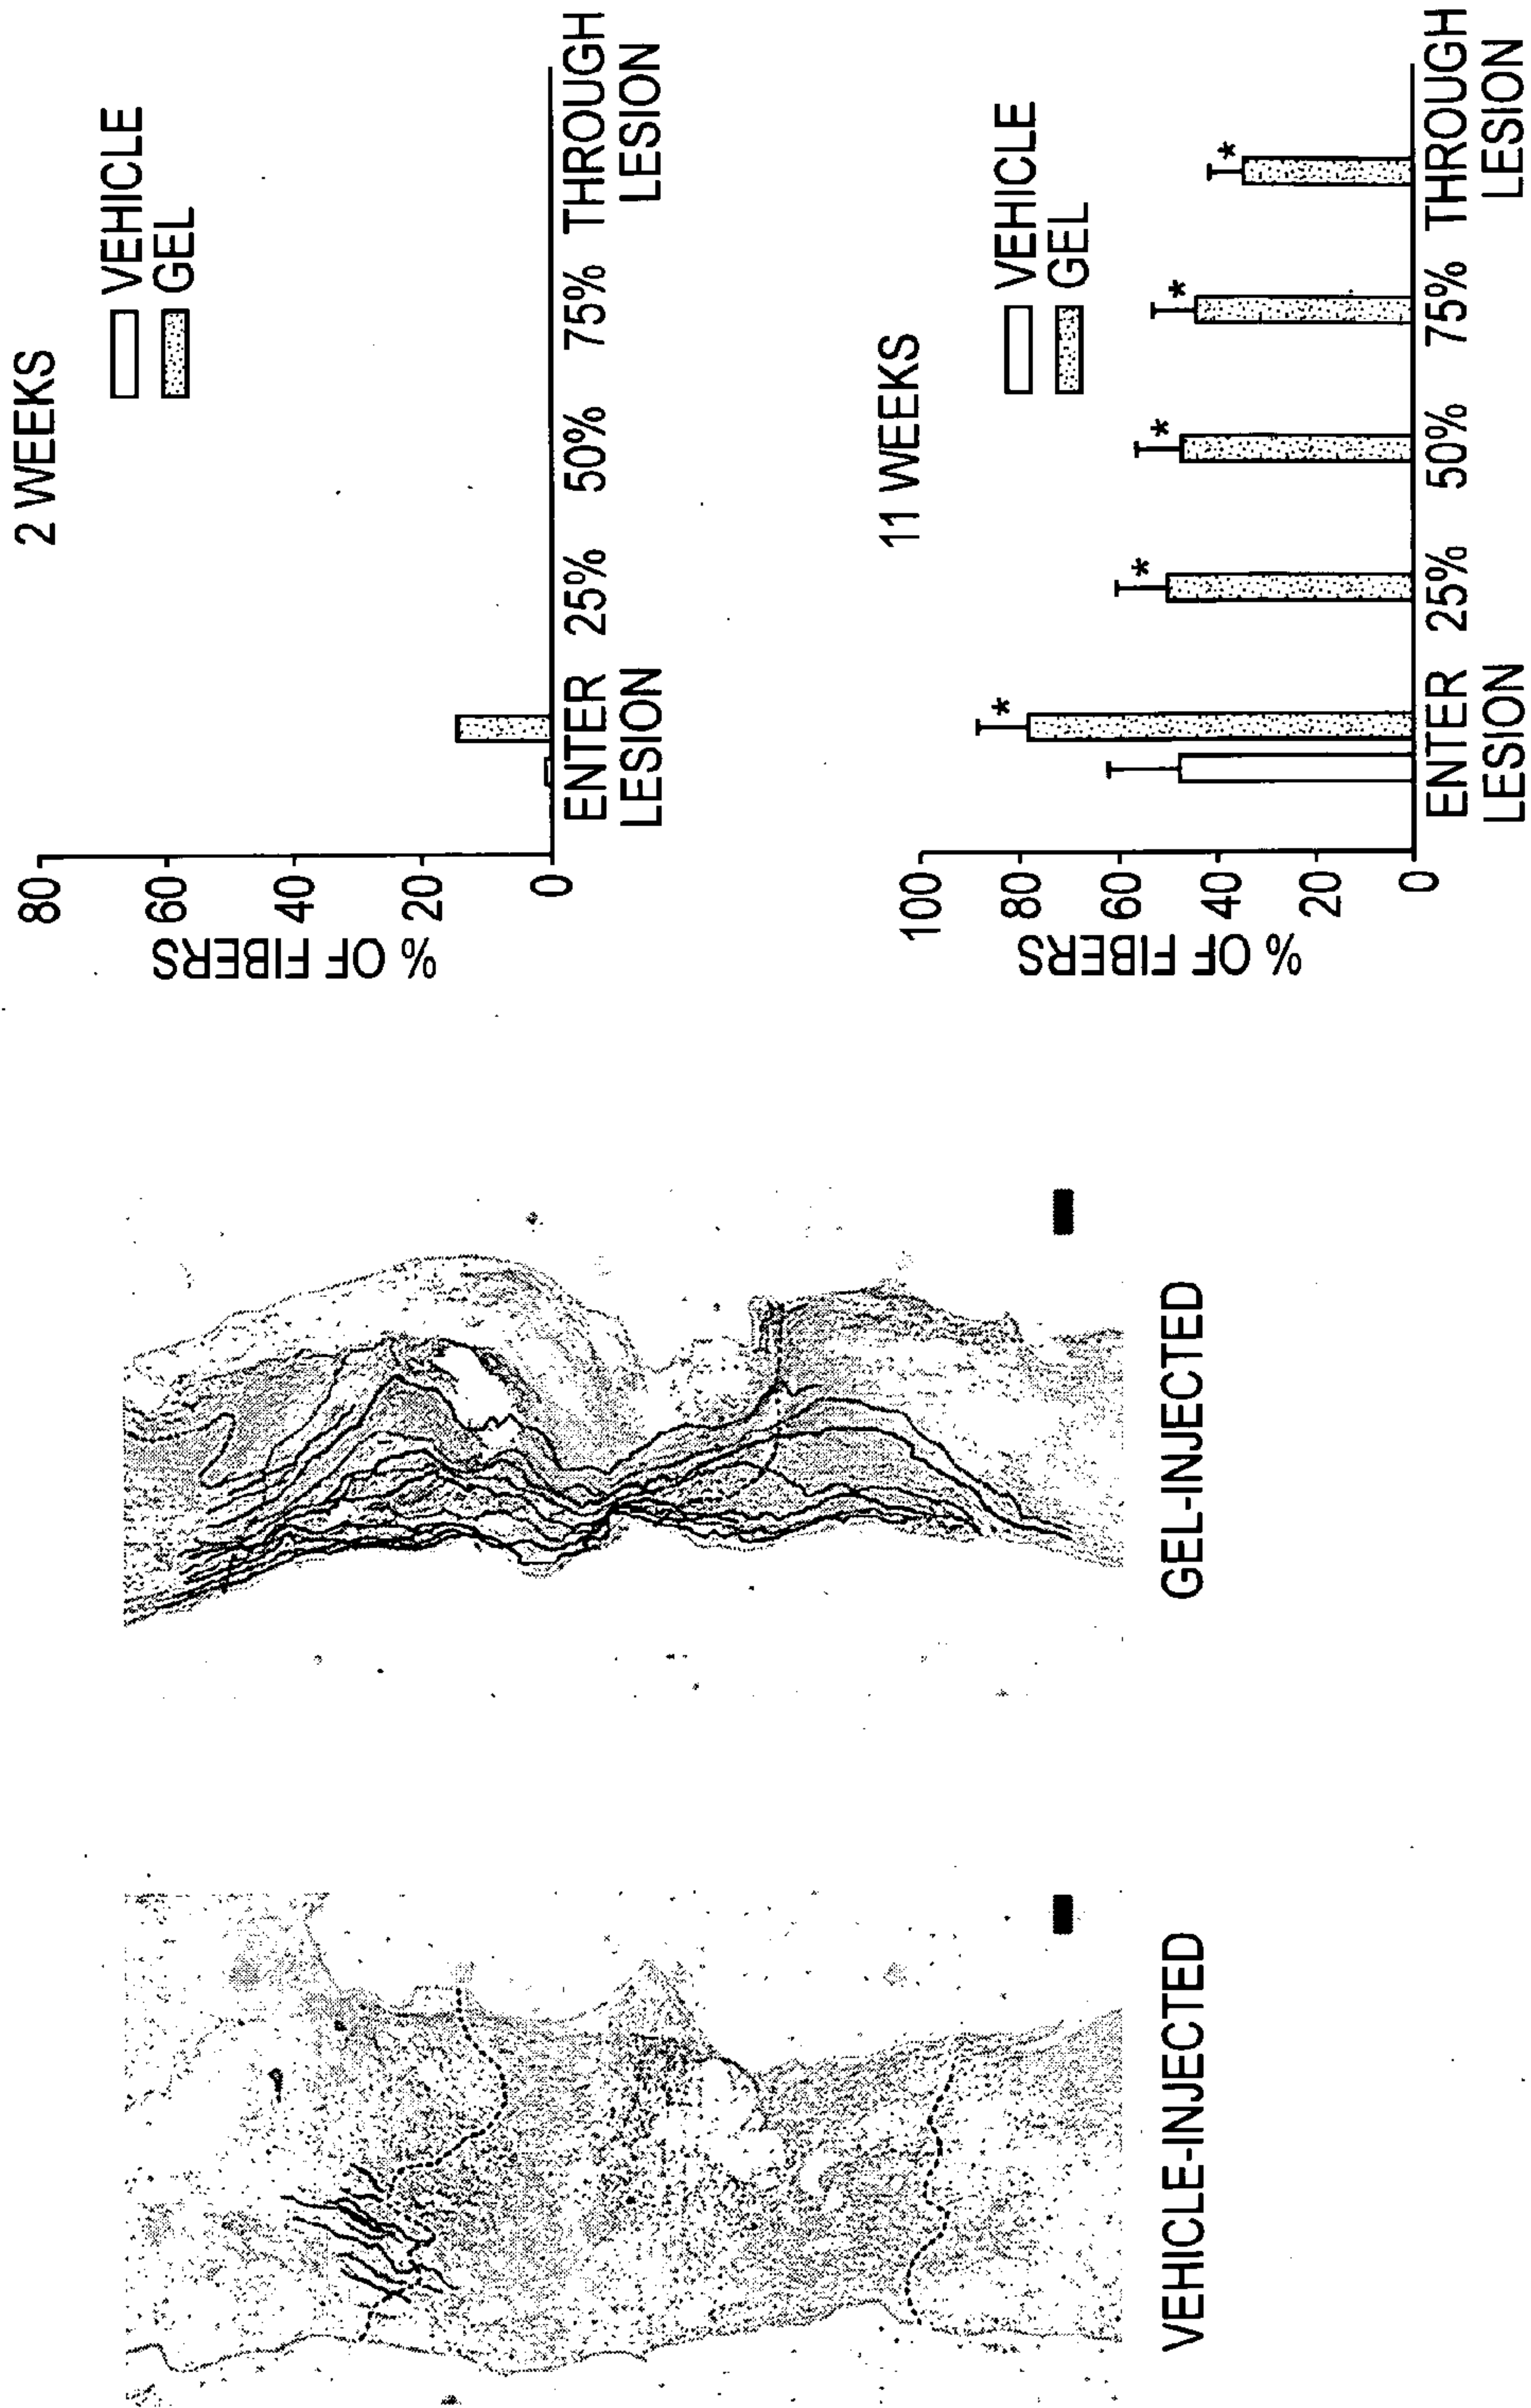 VEHICLE-INJECTED
GEL-INJECTED
2 WEEKS
VEHICLE
GEL
% OF FIBERS
80
60
40
20
0
ENTER LESION
25%
50%
75%
THROUGH LESION
11 WEEKS
VEHICLE
GEL
% OF FIBERS
100
80
60
40
20
0
*
*
*
*
*
ENTER LESION
25%
50%
75%
THROUGH LESION